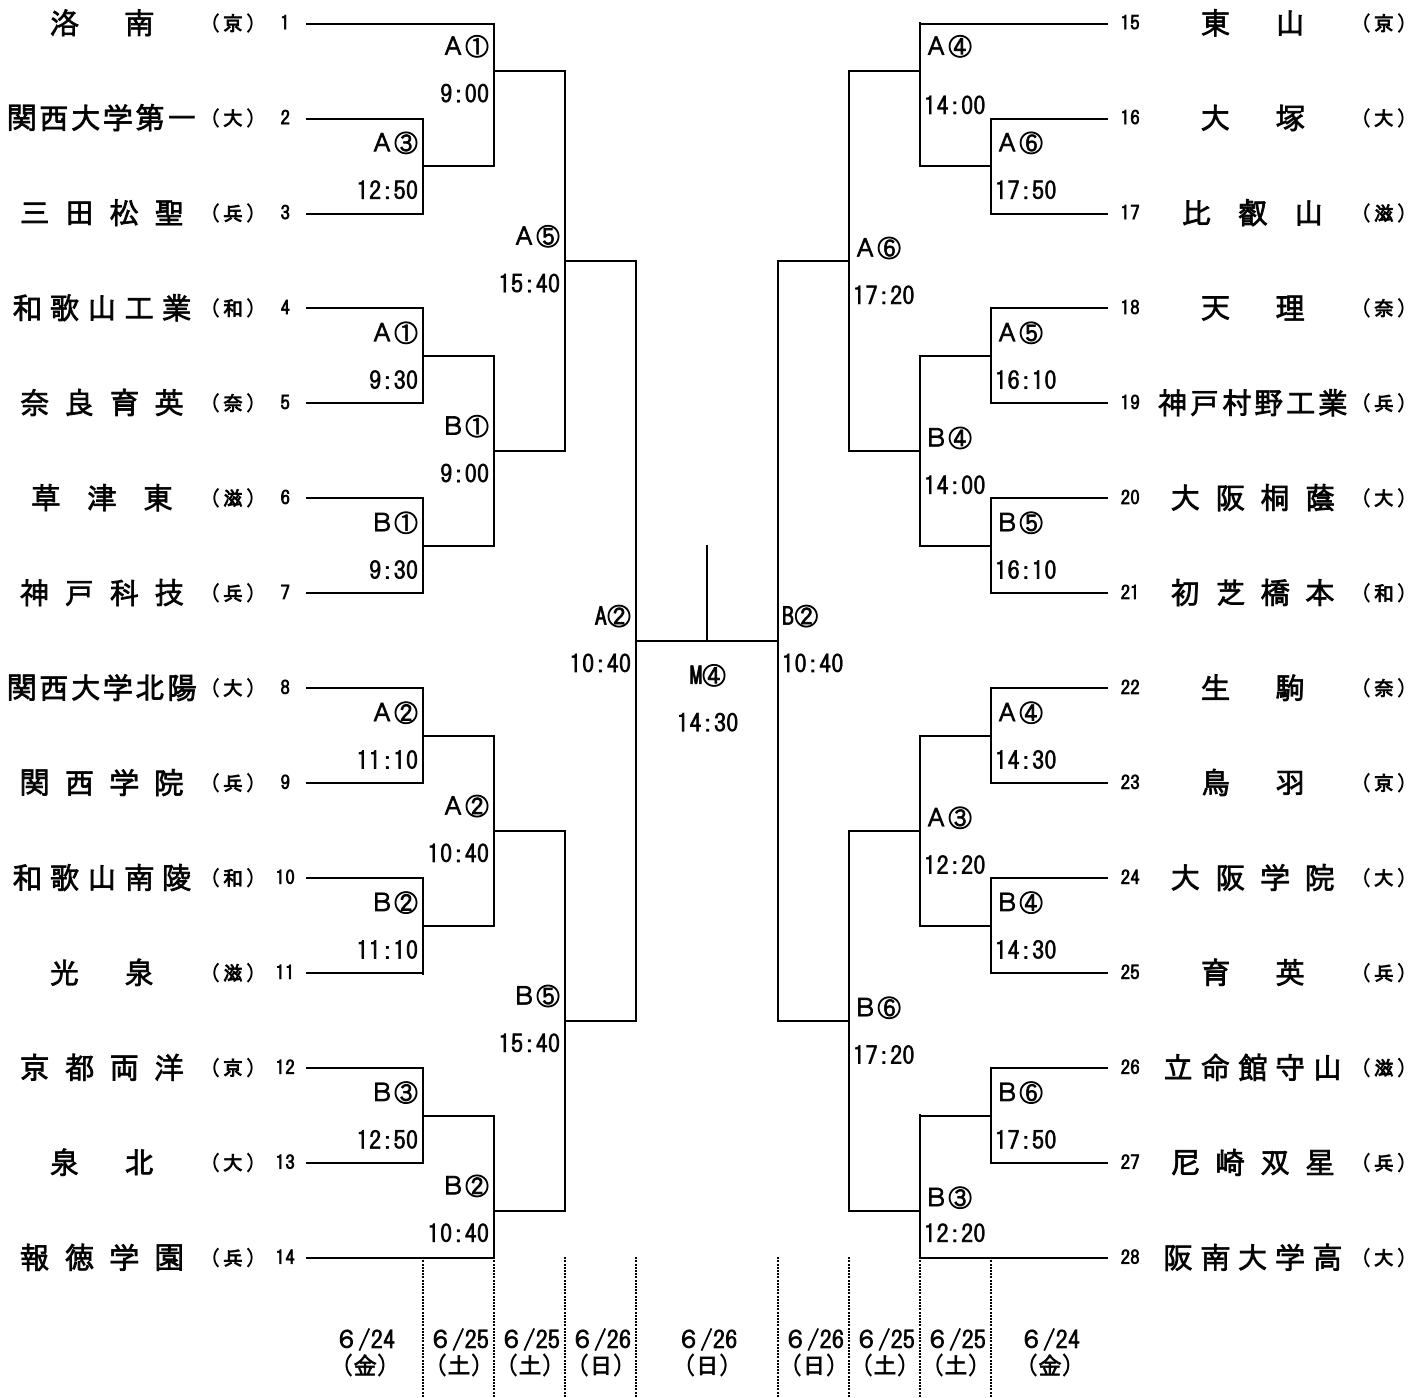 洛南 （京） 1
A①
9:00
関西大学第一 （大） 2
A③
12:50
三田松聖 （兵） 3
A⑤
15:40
和歌山工業 （和） 4
A①
9:30
奈良育英 （奈） 5
B①
9:00
草津東 （滋） 6
B①
9:30
神戸科技 （兵） 7
A②
10:40
関西大学北陽 （大） 8
A②
11:10
関西学院 （兵） 9
A②
10:40
和歌山南陵 （和） 10
B②
11:10
光泉 （滋） 11
B⑤
15:40
京都両洋 （京） 12
B③
12:50
泉北 （大） 13
B②
10:40
報徳学園 （兵） 14
M④
14:30
15 東山 （京）
A④
14:00
16 大塚 （大）
A⑥
17:50
17 比叡山 （滋）
A⑥
17:20
18 天理 （奈）
A⑤
16:10
19 神戸村野工業 （兵）
B④
14:00
20 大阪桐蔭 （大）
B⑤
16:10
21 初芝橋本 （和）
B②
10:40
22 生駒 （奈）
A④
14:30
23 鳥羽 （京）
A③
12:20
24 大阪学院 （大）
B④
14:30
25 育英 （兵）
B⑥
17:20
26 立命館守山 （滋）
B⑥
17:50
27 尼崎双星 （兵）
B③
12:20
28 阪南大学高 （大）
6/24 6/25 6/25 6/26 6/26 6/26 6/25 6/25 6/24
（金） （土） （土） （日） （日） （日） （土） （土） （金）